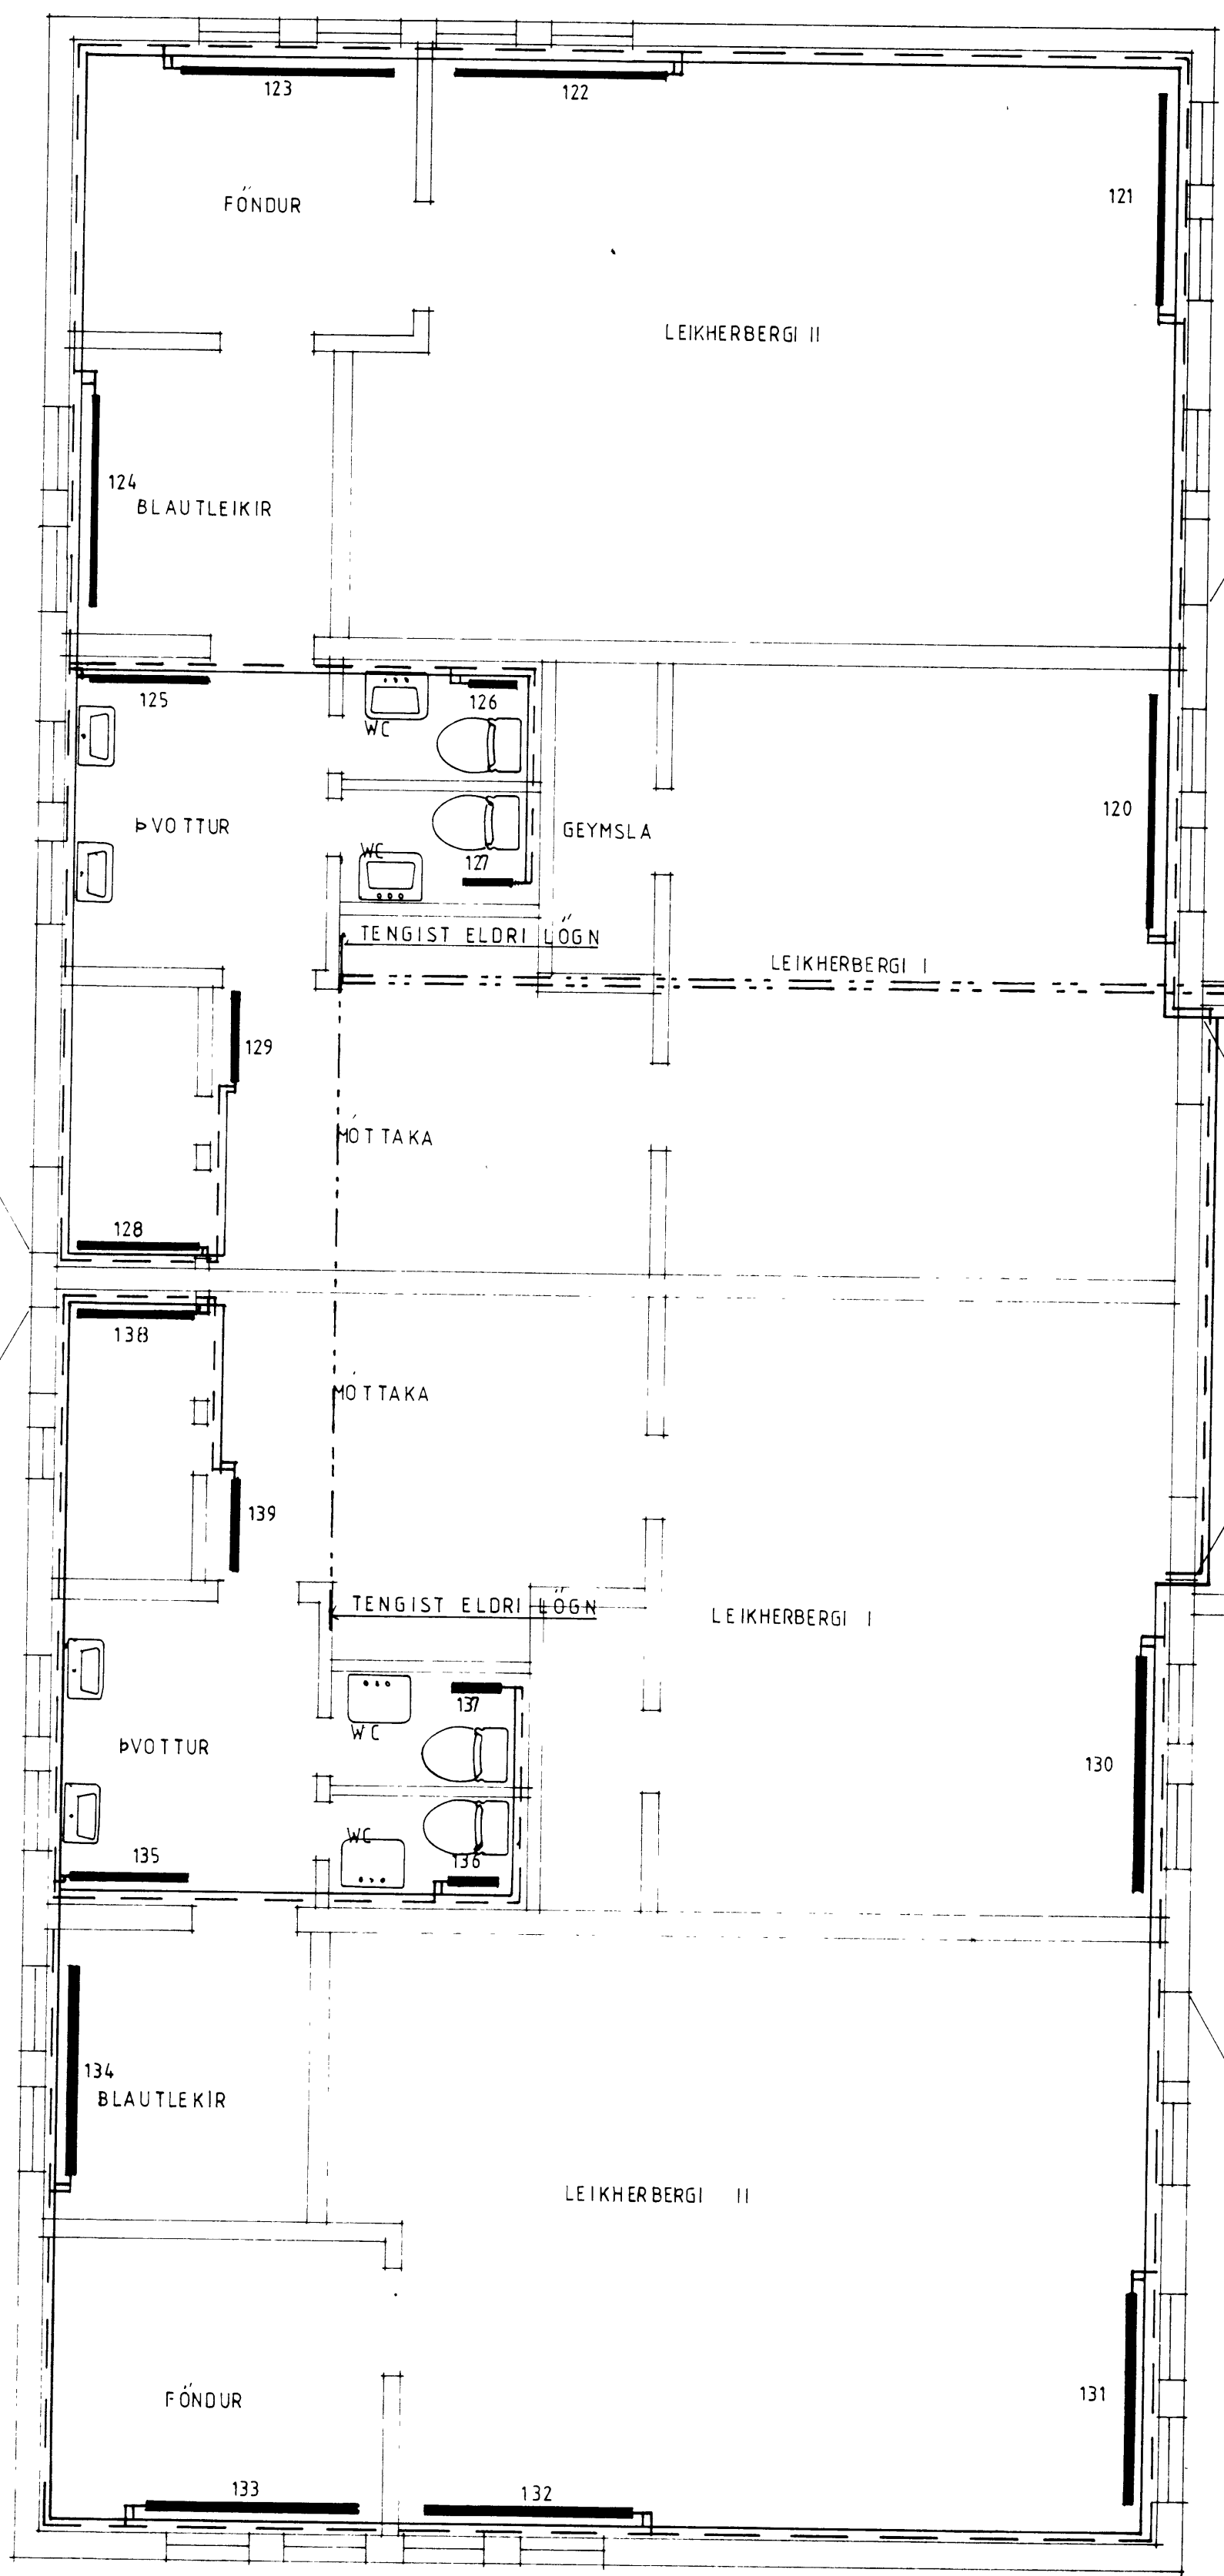 123
122
121
FÖNDUR
LEIKHERBERGI II
124
BLAUTLEIKIR
125
126
WC
120
ÞVOTTUR
GEYMSLA
WC
127
TENGIST ELDRI LÖGN
LEIKHERBERGI I
129
MÓTTAKA
128
138
MÓTTAKA
139
TENGIST ELDRI LÖGN
LEIKHERBERGI I
137
WC
ÞVOTTUR
130
WC
135
136
134
BLAUTLEKIR
LEIKHERBERGI II
131
FÖNDUR
133
132